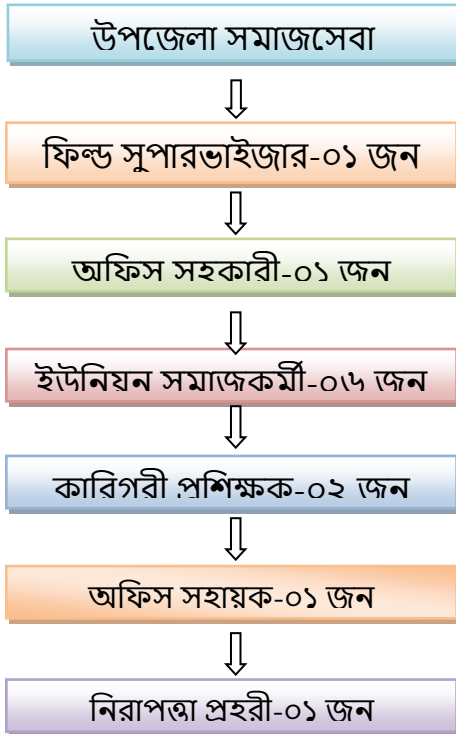 উপজেলা সমাজসেবা
ফিল্ড সুপারভাইজার-০১ জন
অফিস সহকারী-০১ জন
ইউনিয়ন সমাজকর্মী-০৬ জন
কারিগরী প্রশিক্ষক-০২ জন
অফিস সহায়ক-০১ জন
নিরাপত্তা প্রহরী-০১ জন